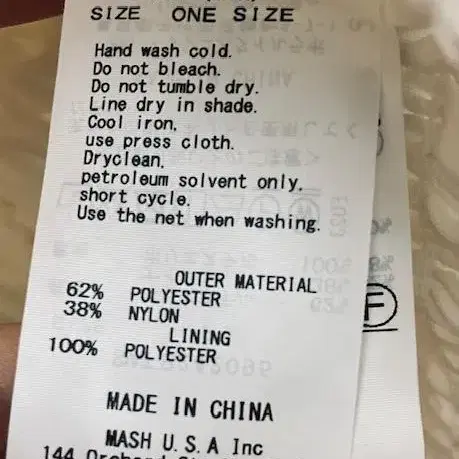 SIZE ONE SIZE
Hand wash cold.
Do not bleach.
Do not tumble dry.
Line dry in shade.
Cool iron,
use press cloth.
Dryclean,
petroleum solvent only,
short cycle.
Use the net when washing.
OUTER MATERIAL
62% POLYESTER
38% NYLON
LINING
100% POLYESTER
MADE IN CHINA
MASH U.S.A Inc
144
F